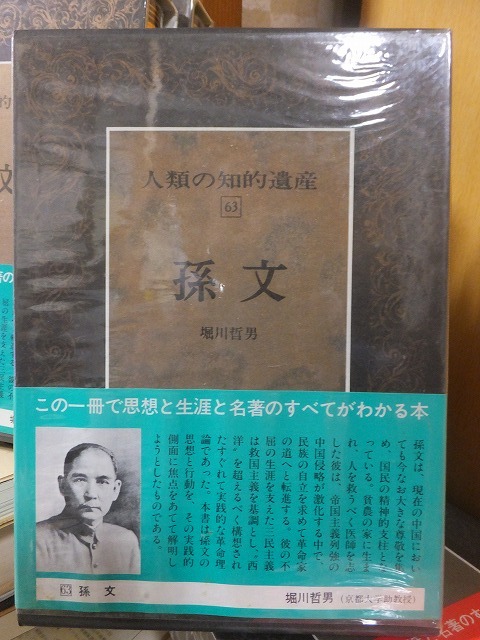 人類の知的遺産
63
孫文
堀川哲男
この一冊で思想と生涯と名著のすべてがわかる本
孫文は、現在の中国におい
ても今なお大きな尊敬を集
め、国民の精神的支柱とな
っている。貧農の家に生ま
れ、人を救うべく医師を志
した彼は、帝国主義列強の
中国侵略が激化する中で、
民族の自立を求めて革命家
の道へと転進する。彼の不
屈の生涯を支えた三民主義
は救国主義を基調とし、“西
洋”を超えるべく構想され
たすぐれて実践的な革命理
論であった。本書は孫文の
思想と行動を、その実践的
側面に焦点をあてて解明し
ようとしたものである。
63 孫文
堀川哲男(京都大学助教授)